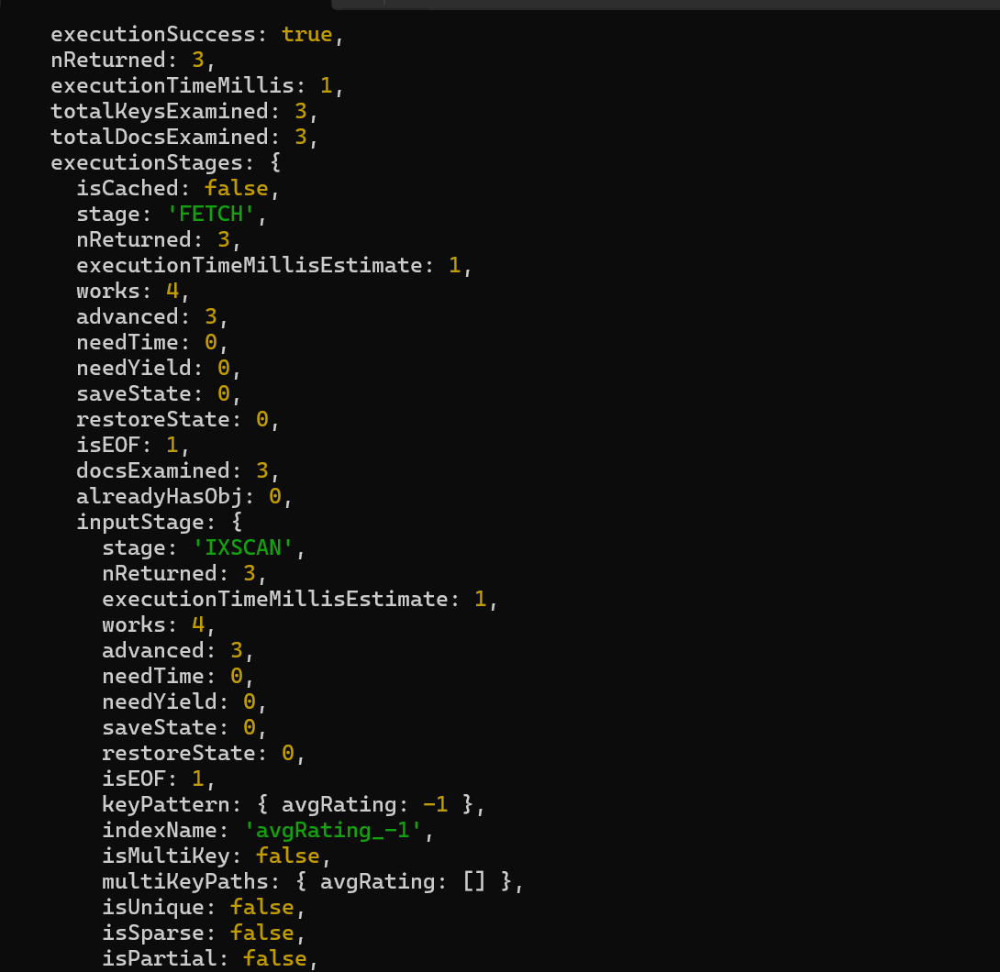 executionSuccess: true,
nReturned: 3,
executionTimeMillis: 1,
totalKeysExamined: 3,
totalDocsExamined: 3,
executionStages: {
isCached: false,
stage: 'FETCH',
nReturned: 3,
executionTimeMillisEstimate: 1,
works: 4,
advanced: 3,
needTime: 0,
needYield: 0,
saveState: 0,
restoreState: 0,
isEOF: 1,
docsExamined: 3,
alreadyHasObj: 0,
inputStage: {
stage: 'IXSCAN',
nReturned: 3,
executionTimeMillisEstimate: 1,
works: 4,
advanced: 3,
needTime: 0,
needYield: 0,
saveState: 0,
restoreState: 0,
isEOF: 1,
keyPattern: { avgRating: -1 },
indexName: 'avgRating_-1',
isMultiKey: false,
multiKeyPaths: { avgRating: [] },
isUnique: false,
isSparse: false,
isPartial: false,